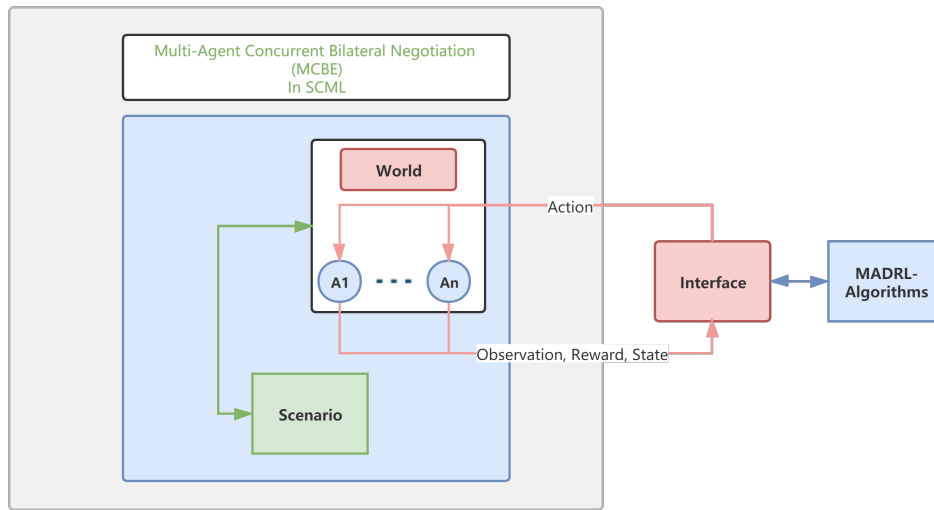 Multi-Agent Concurrent Bilateral Negotiation
(MCBE)
In SCML
World
Action
A1
An
Interface
MADRL-
Algorithms
Observation, Reward, State
Scenario